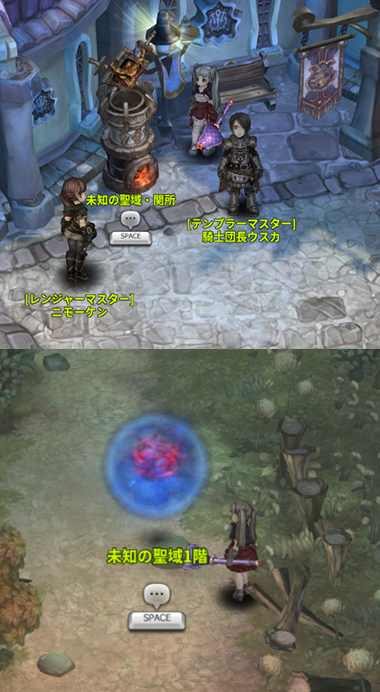 未知の聖域・関所
SPACE
[テンプラーマスター]
騎士団長ウスカ
[レンジャーマスター]
ニモーケン
未知の聖域1階
SPACE